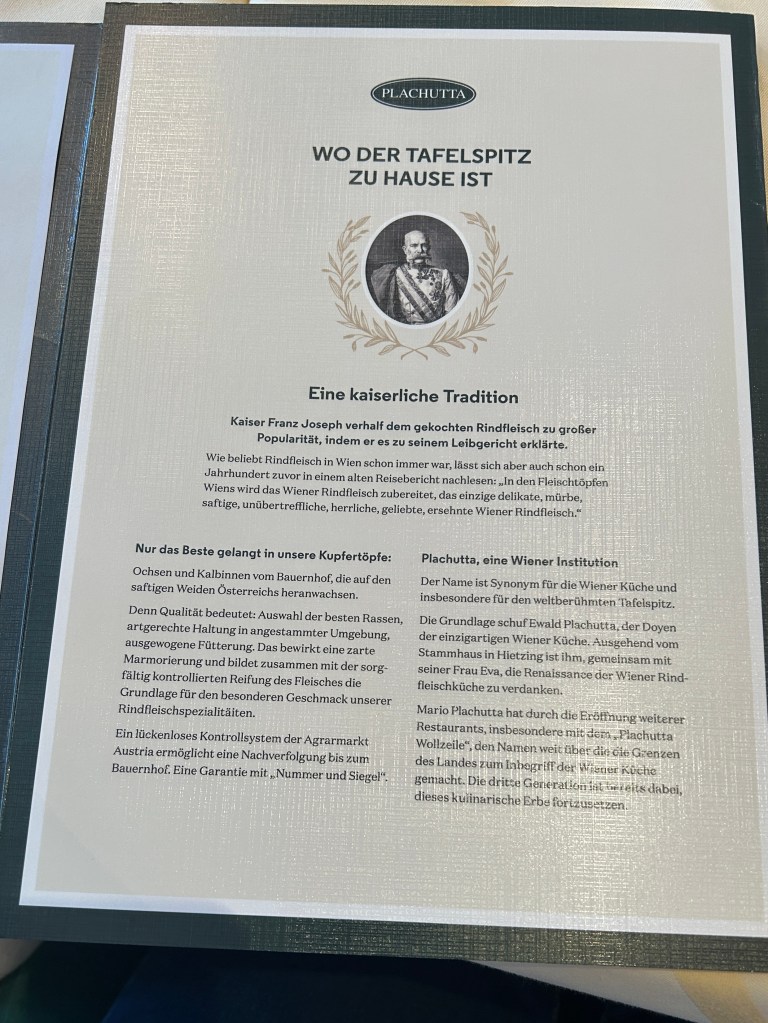 PLACHUTTA
WO DER TAFELSPITZ
ZU HAUSE IST
Eine kaiserliche Tradition
Kaiser Franz Joseph verhalf dem gekochten Rindfleisch zu großer
Popularität, indem er es zu seinem Leibgericht erklärte.
Wie beliebt Rindfleisch in Wien schon immer war, lässt sich aber auch schon ein
Jahrhundert zuvor in einem alten Reisebericht nachlesen: „In den Fleischtöpfen
Wiens wird das Wiener Rindfleisch zubereitet, das einzige delikate, mürbe,
saftige, unübertreffliche, herrliche, geliebte, ersehnte Wiener Rindfleisch.“
Nur das Beste gelangt in unsere Kupfertöpfe:
Ochsen und Kalbinnen vom Bauernhof, die auf den
saftigen Weiden Österreichs heranwachsen.
Denn Qualität bedeutet: Auswahl der besten Rassen,
artgerechte Haltung in angestammter Umgebung,
ausgewogene Fütterung. Das bewirkt eine zarte
Marmorierung und bildet zusammen mit der sorg-
fältig kontrollierten Reifung des Fleisches die
Grundlage für den besonderen Geschmack unserer
Rindfleischspezialitäiten.
Ein lückenloses Kontrollsystem der Agrarmarkt
Austria ermöglicht eine Nachverfolgung bis zum
Bauernhof. Eine Garantie mit „Nummer und Siegel“.
Plachutta, eine Wiener Institution
Der Name ist Synonym für die Wiener Küche und
insbesondere für den weltberühmten Tafelspitz.
Die Grundlage schuf Ewald Plachutta, der Doyen
der einzigartigen Wiener Küche. Ausgehend vom
Stammhaus in Hietzing ist ihm, gemeinsam mit
seiner Frau Eva, die Renaissance der Wiener Rind-
fleischküche zu verdanken.
Mario Plachutta hat durch die Eröffnung weiterer
Restaurants, insbesondere mit dem „Plachutta
Wollzeile“, den Namen weit über die die Grenzen
des Landes zum Inbegriff der Wiener Küche
gemacht. Die dritte Generation ist bereits dabei,
dieses kulinarische Erbe fortzusetzen.